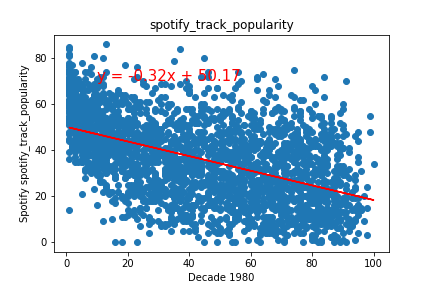 spotify_track_popularity
Spotify spotify_track_popularity
80
60
40
20
0
y = -0.32x + 50.17
0 20 40 60 80 100
Decade 1980